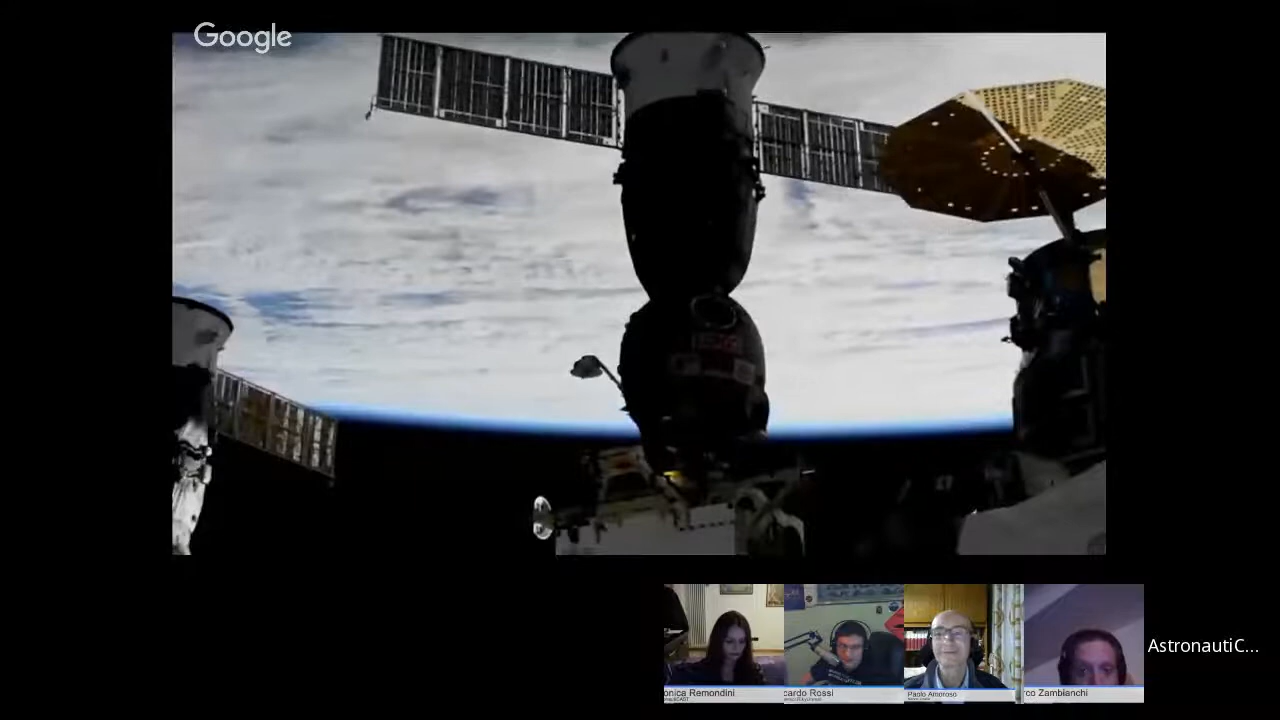 Google
onica Remondini
cardo Rossi
Paolo Amoroso
rco Zambianchi
AstronautiC...